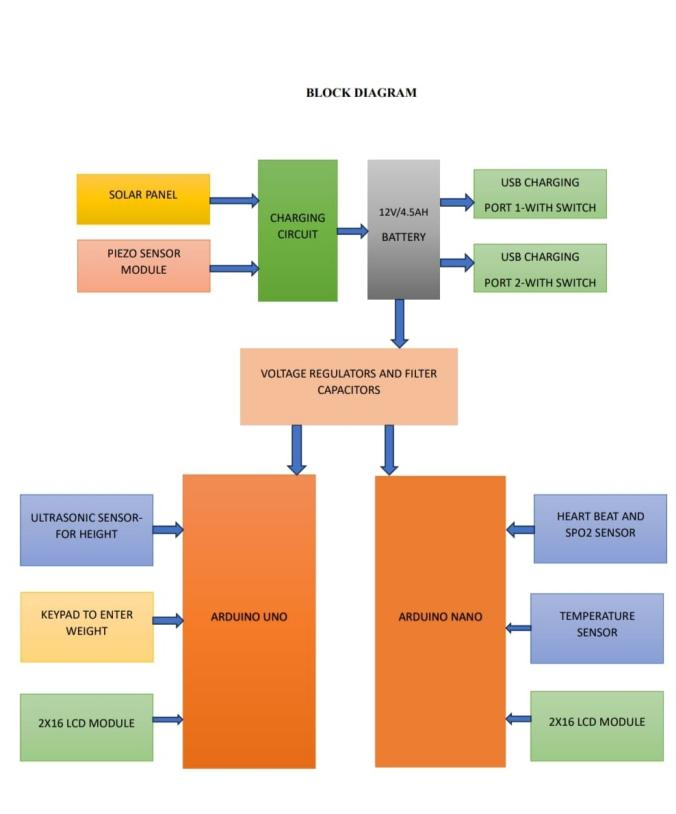 BLOCK DIAGRAM
SOLAR PANEL
PIEZO SENSOR
MODULE
CHARGING
CIRCUIT
12V/4.5AH
BATTERY
USB CHARGING
PORT 1-WITH SWITCH
USB CHARGING
PORT 2-WITH SWITCH
VOLTAGE REGULATORS AND FILTER
CAPACITORS
ULTRASONIC SENSOR-
FOR HEIGHT
KEYPAD TO ENTER
WEIGHT
2X16 LCD MODULE
ARDUINO UNO
ARDUINO NANO
HEART BEAT AND
SPO2 SENSOR
TEMPERATURE
SENSOR
2X16 LCD MODULE